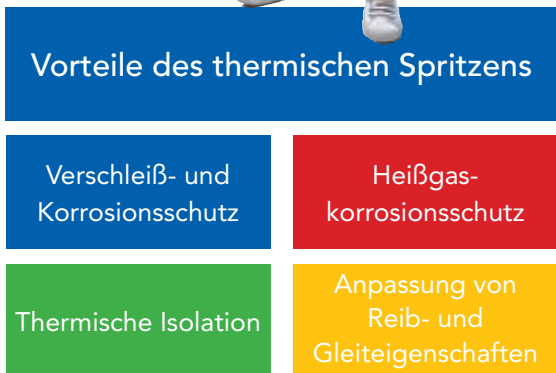 Vorteile des thermischen Spritzens
Verschleiß- und
Korrosionsschutz
Heißgas-
korrosionsschutz
Thermische Isolation
Anpassung von
Reib- und
Gleiteigenschaften